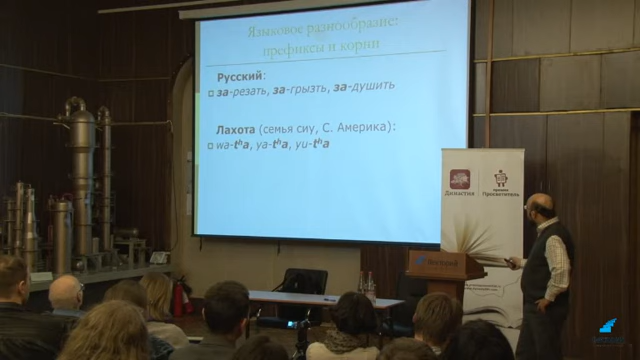 Языковое разнообразие:
префиксы и корни
Русский:
за-резать, за-грызть, за-душить
Лахота (семья сиу, С. Америка):
wa-tʰa, ya-tʰa, yu-tʰa
Династия
Просветитель